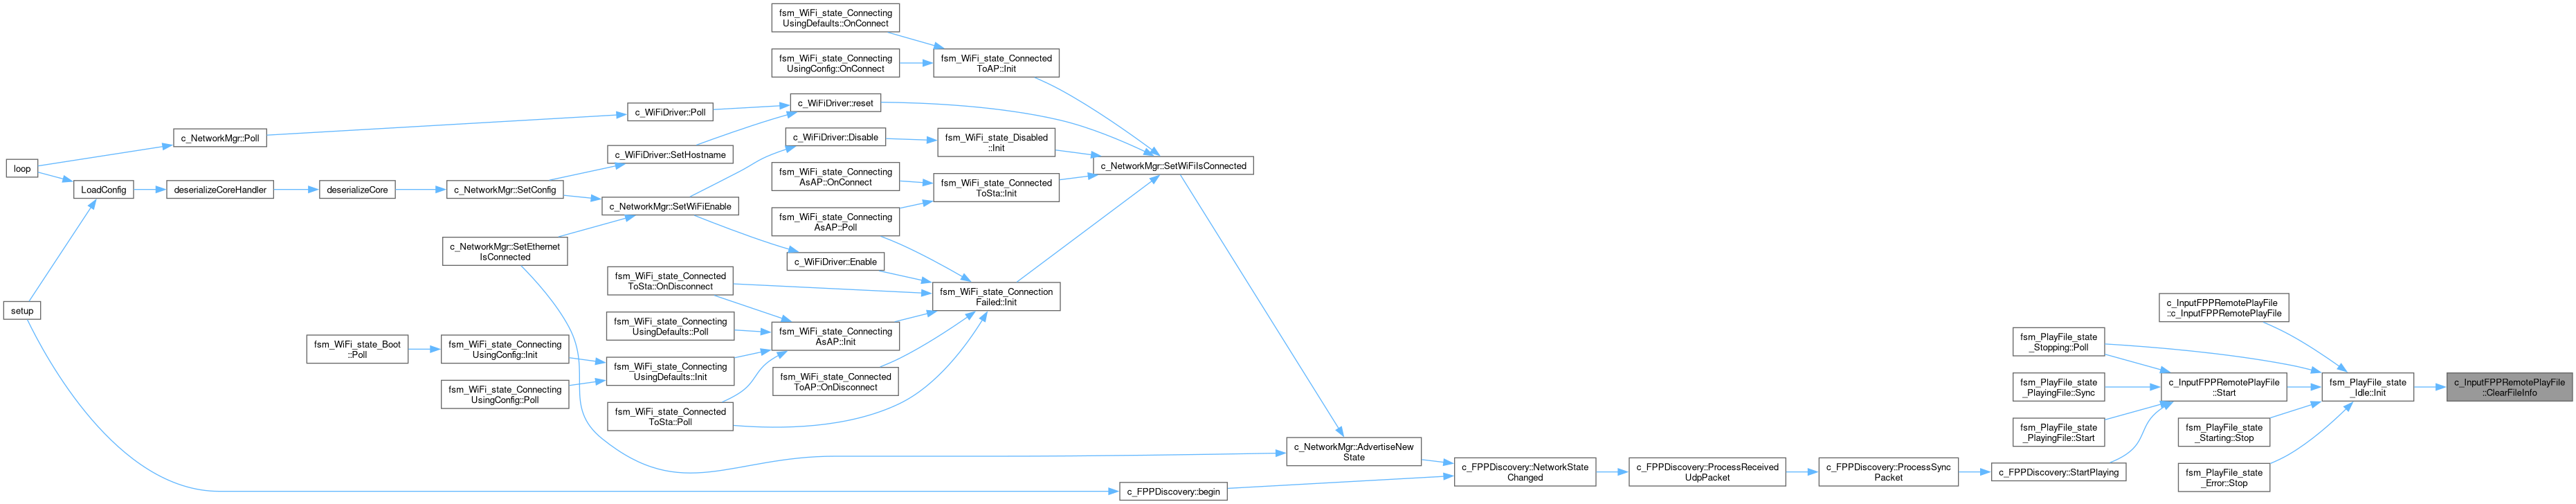 loop
setup
LoadConfig
c_NetworkMgr::Poll
deserializeCoreHandler
deserializeCore
fsm_WiFi_state_Boot
::Poll
c_NetworkMgr::SetConfig
c_NetworkMgr::SetEthernet
IsConnected
fsm_WiFi_state_Connecting
UsingConfig::Init
fsm_WiFi_state_Connecting
UsingConfig::Poll
c_WiFiDriver::Poll
c_WiFiDriver::SetHostname
c_NetworkMgr::SetWiFiEnable
fsm_WiFi_state_Connected
ToSta::OnDisconnect
fsm_WiFi_state_Connecting
UsingDefaults::Poll
fsm_WiFi_state_Connecting
UsingDefaults::Init
fsm_WiFi_state_Connected
ToSta::Poll
fsm_WiFi_state_Connecting
UsingDefaults::OnConnect
fsm_WiFi_state_Connecting
UsingConfig::OnConnect
c_WiFiDriver::reset
c_WiFiDriver::Disable
fsm_WiFi_state_Connecting
AsAP::OnConnect
fsm_WiFi_state_Connecting
AsAP::Poll
c_WiFiDriver::Enable
fsm_WiFi_state_Connecting
AsAP::Init
fsm_WiFi_state_Connected
ToAP::OnDisconnect
fsm_WiFi_state_Connected
ToAP::Init
fsm_WiFi_state_Disabled
::Init
fsm_WiFi_state_Connected
ToSta::Init
fsm_WiFi_state_Connection
Failed::Init
c_NetworkMgr::SetWiFiIsConnected
c_FPPDiscovery::begin
c_NetworkMgr::AdvertiseNew
State
c_FPPDiscovery::NetworkState
Changed
c_FPPDiscovery::ProcessReceived
UdpPacket
c_FPPDiscovery::ProcessSync
Packet
c_FPPDiscovery::StartPlaying
fsm_PlayFile_state
_Stopping::Poll
fsm_PlayFile_state
_PlayingFile::Sync
fsm_PlayFile_state
_PlayingFile::Start
c_InputFPPRemotePlayFile
::c_InputFPPRemotePlayFile
c_InputFPPRemotePlayFile
::Start
fsm_PlayFile_state
_Starting::Stop
fsm_PlayFile_state
_Error::Stop
fsm_PlayFile_state
_Idle::Init
c_InputFPPRemotePlayFile
::ClearFileInfo